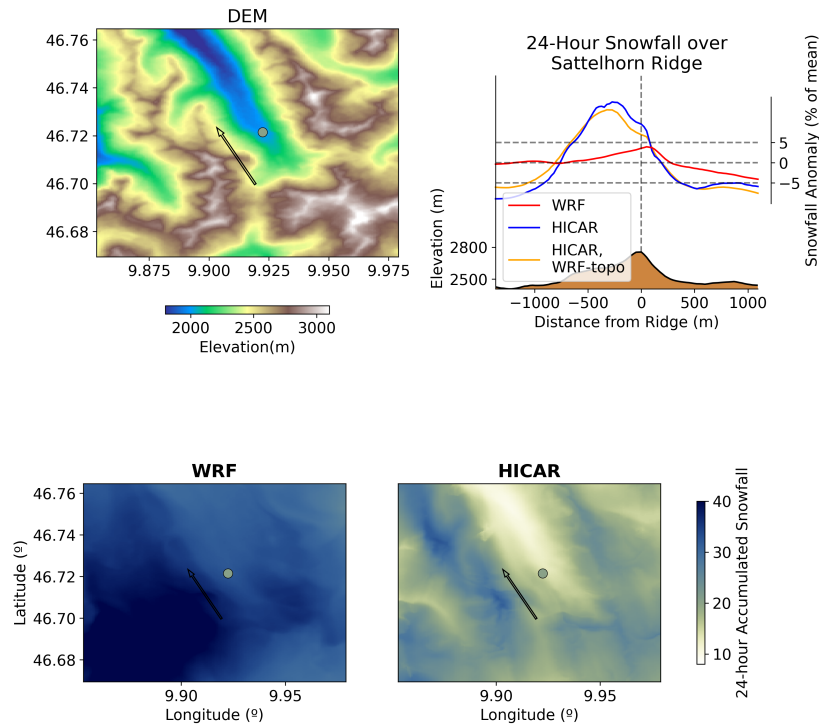 DEM
46.76
46.74
46.72
46.70
46.68
9.875 9.900 9.925 9.950 9.975
2000 2500 3000
Elevation(m)
24-Hour Snowfall over
Sattelhorn Ridge
Elevation (m)
2800
2500
WRF
HICAR
HICAR,
WRF-topo
5
0
−5
Snowfall Anomaly (% of mean)
−1000 −500 0 500 1000
Distance from Ridge (m)
WRF
Latitude (º)
46.76
46.74
46.72
46.70
46.68
9.90 9.95
Longitude (º)
HICAR
9.90 9.95
Longitude (º)
40
30
20
10
24-hour Accumulated Snowfall